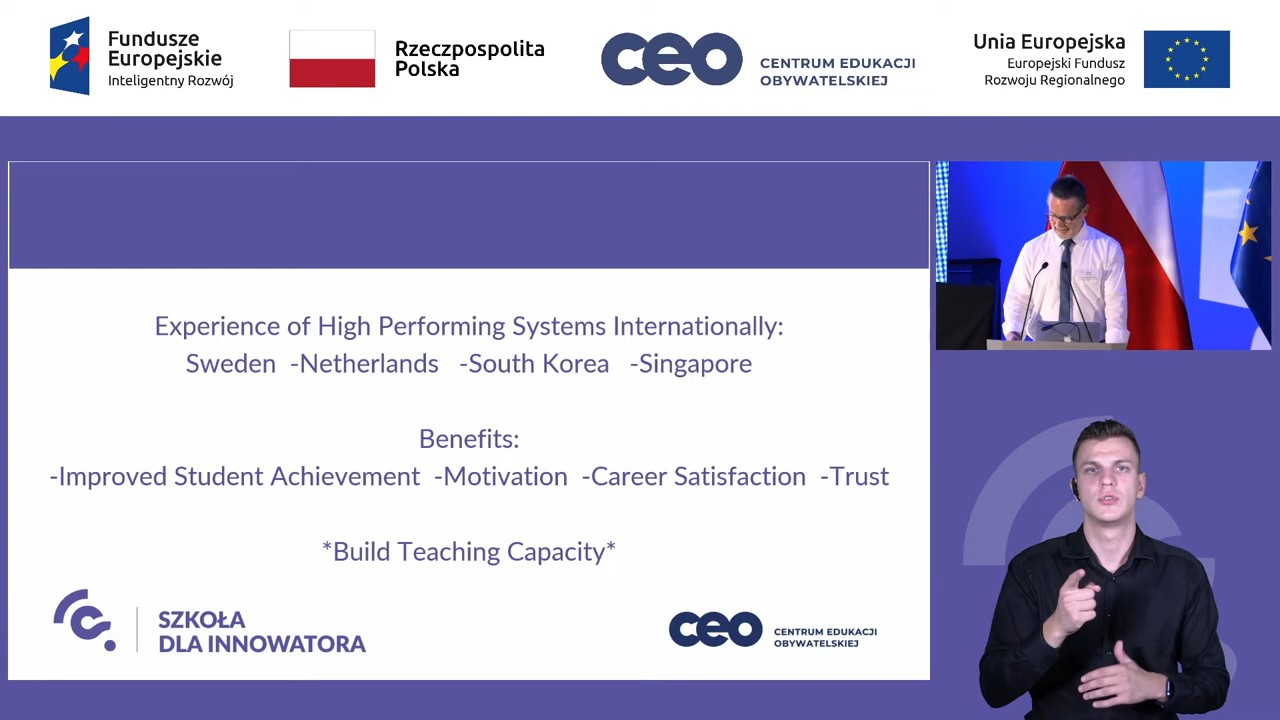 Fundusze
Europejskie
Inteligentny Rozwój
Rzeczpospolita
Polska
ceo
CENTRUM EDUKACJI
OBYWATELSKIEJ
Unia Europejska
Europejski Fundusz
Rozwoju Regionalnego
Experience of High Performing Systems Internationally:
Sweden -Netherlands -South Korea -Singapore
Benefits:
-Improved Student Achievement -Motivation -Career Satisfaction -Trust
*Build Teaching Capacity*
SZKOŁA
DLA INNOWATORA
ceo
CENTRUM EDUKACJI
OBYWATELSKIEJ